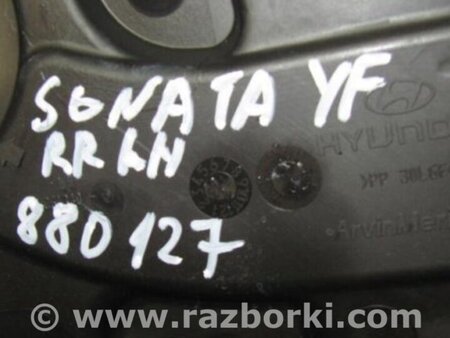 SONATA YF
HYUNDAI
RR LH
880127
© www.razborki.com